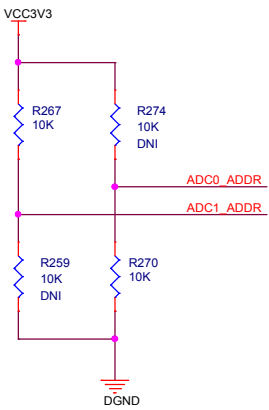 VCC3V3
R267
10K
R274
10K
DNI
ADC0_ADDR
ADC1_ADDR
R259
10K
DNI
R270
10K
DGND